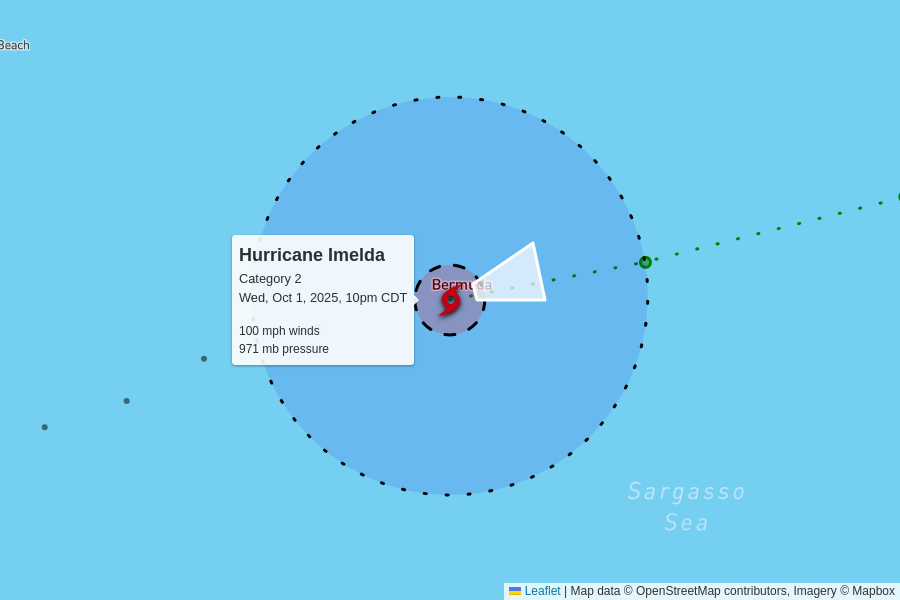 Beach
Hurricane Imelda
Category 2
Wed, Oct 1, 2025, 10pm CDT
100 mph winds
971 mb pressure
Bermuda
Sargasso
Sea
Leaflet | Map data © OpenStreetMap contributors, Imagery © Mapbox